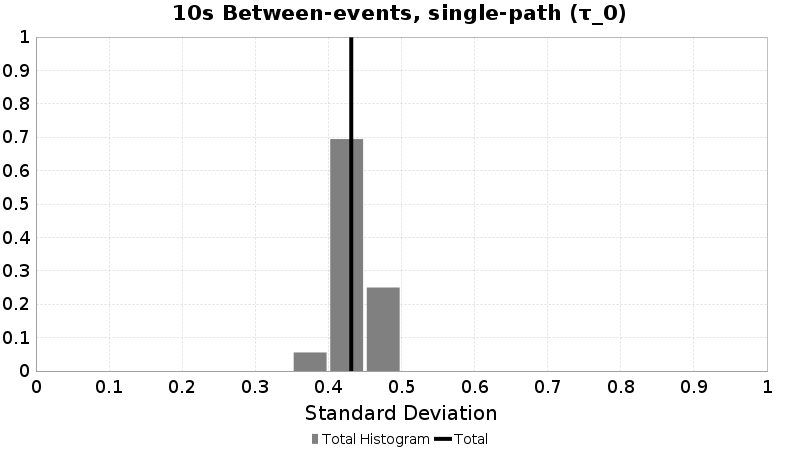 10s Between-events, single-path (τ_0)
1
0.9
0.8
0.7
0.6
0.5
0.4
0.3
0.2
0.1
0
0 0.1 0.2 0.3 0.4 0.5 0.6 0.7 0.8 0.9 1
Standard Deviation
Total Histogram Total